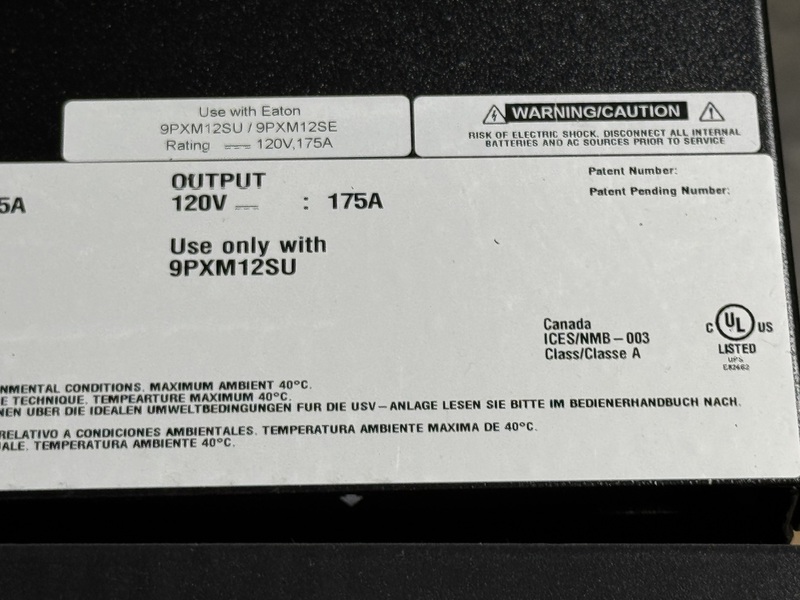 Use with Eaton
9PXM12SU / 9PXM12SE
Rating ⎓ 120V,175A
WARNING/CAUTION
RISK OF ELECTRIC SHOCK. DISCONNECT ALL INTERNAL
BATTERIES AND AC SOURCES PRIOR TO SERVICE
Patent Number:
Patent Pending Number:
5A
OUTPUT
120V ⎓ : 175A
Use only with
9PXM12SU
Canada
ICES/NMB-003
Class/Classe A
C UL US
LISTED
UPS
E82462
NMENTAL CONDITIONS. MAXIMUM AMBIENT 40°C.
E TECHNIQUE. TEMPEARTURE MAXIMUM 40°C.
NEN UBER DIE IDEALEN UMWELTBEDINGUNGEN FUR DIE USV-ANLAGE LESEN SIE BITTE IM BEDIENERHANDBUCH NACH.
RELATIVO A CONDICIONES AMBIENTALES. TEMPERATURA AMBIENTE MAXIMA DE 40°C.
ALE. TEMPERATURA AMBIENTE 40°C.